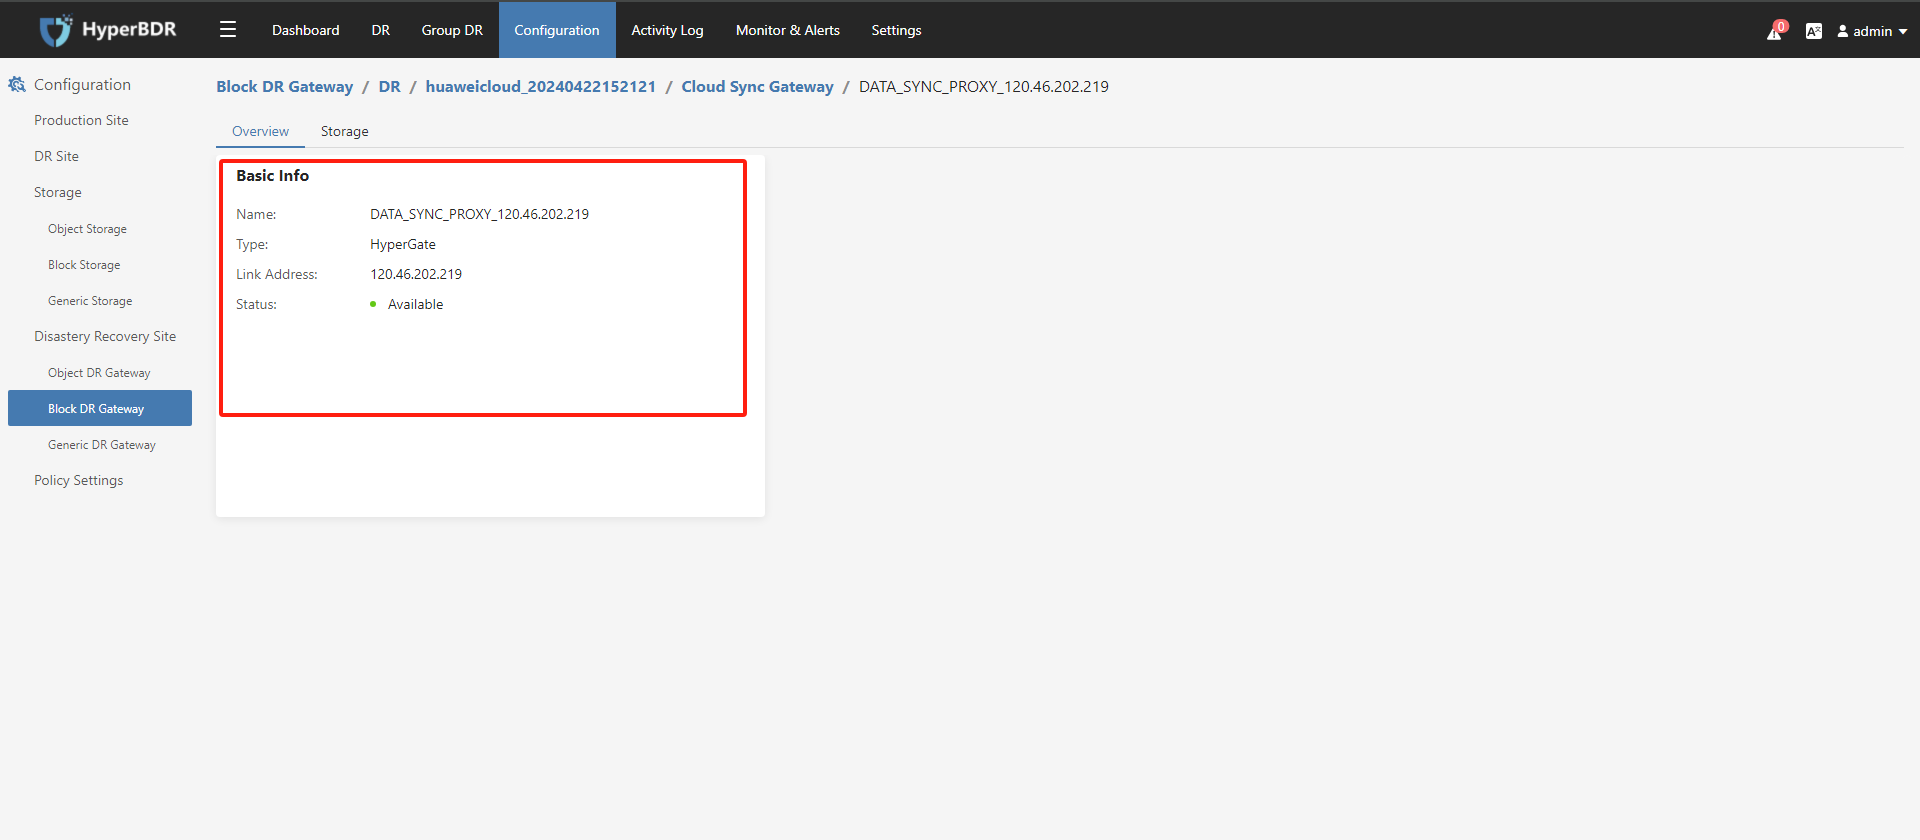 HyperBDR
Dashboard
DR
Group DR
Configuration
Activity Log
Monitor & Alerts
Settings
0
admin
Configuration
Production Site
DR Site
Storage
Object Storage
Block Storage
Generic Storage
Disastery Recovery Site
Object DR Gateway
Block DR Gateway
Generic DR Gateway
Policy Settings
Block DR Gateway / DR / huaweicloud_20240422152121 / Cloud Sync Gateway / DATA_SYNC_PROXY_120.46.202.219
Overview Storage
Basic Info
Name: DATA_SYNC_PROXY_120.46.202.219
Type: HyperGate
Link Address: 120.46.202.219
Status: Available